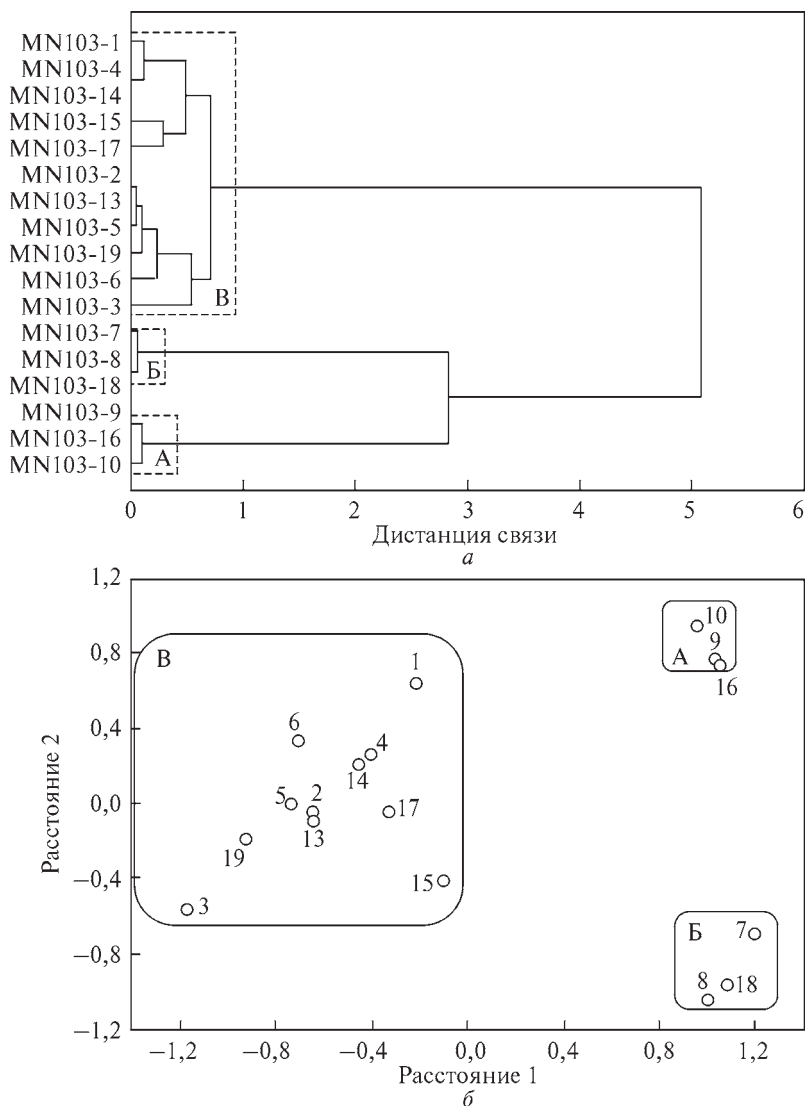 MN103-1
MN103-4
MN103-14
MN103-15
MN103-17
MN103-2
MN103-13
MN103-5
MN103-19
MN103-6
MN103-3
MN103-7
MN103-8
MN103-18
MN103-9
MN103-16
MN103-10
В
Б
А
0 1 2 3 4 5 6
Дистанция связи
а
1,2
0,8
0,4
0,0
−0,4
−0,8
−1,2
Расстояние 2
В
1
6
4
14
5
2
17
13
19
15
3
10
9
А
16
Б
7
8
18
−1,2 −0,8 −0,4 0,0 0,4 0,8 1,2
Расстояние 1
б